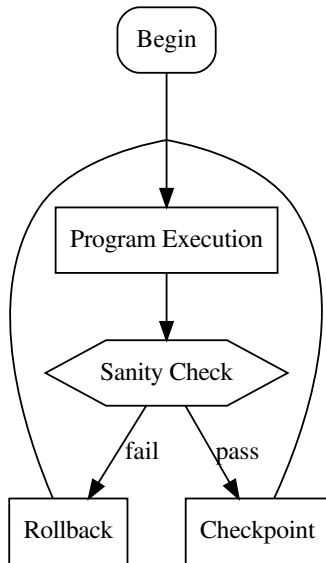 Begin
Program Execution
Sanity Check
fail
pass
Rollback
Checkpoint